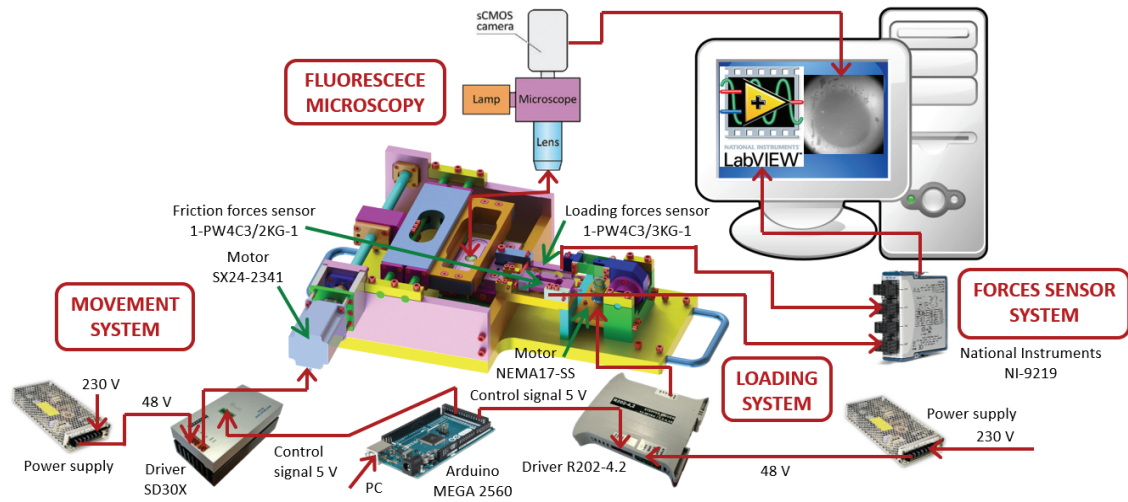 sCMOS
camera
FLUORESCECE
MICROSCOPY
Lamp
Microscope
Lens
NATIONAL INSTRUMENTS
LabVIEW™
Friction forces sensor
1-PW4C3/2KG-1
Loading forces sensor
1-PW4C3/3KG-1
Motor
SX24-2341
MOVEMENT
SYSTEM
FORCES SENSOR
SYSTEM
National Instruments
NI-9219
Motor
NEMA17-SS
LOADING
SYSTEM
230 V
48 V
Power supply
Driver
SD30X
Control
signal 5 V
PC
Arduino
MEGA 2560
Control signal 5 V
Driver R202-4.2
48 V
Power supply
230 V